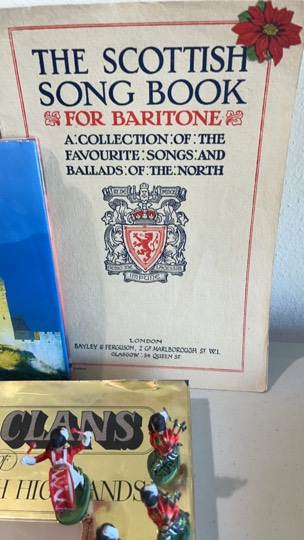 THE SCOTTISH
SONG BOOK
FOR BARITONE
A:COLLECTION:OF:THE
FAVOURITE:SONGS:AND
BALLADS:OF:THE:NORTH
LONDON
BAYLEY & FERGUSON, 2 GT MARLBOROUGH ST W.1.
GLASGOW: 54 QUEEN ST
CLANS
OF
H HIGHLANDS